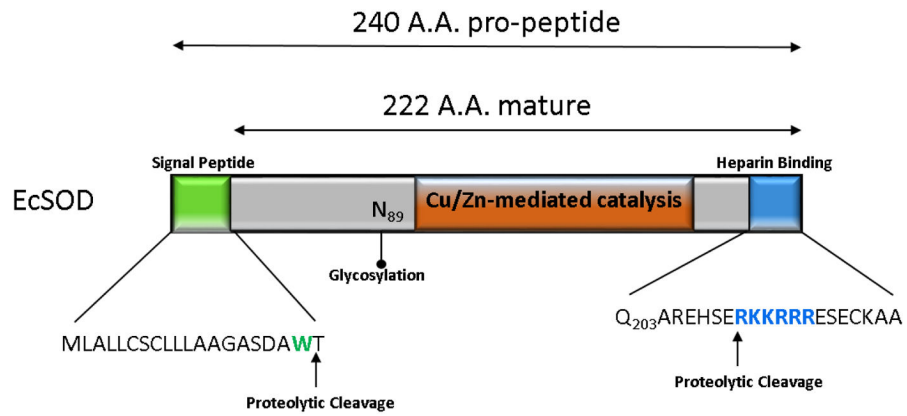 240 A.A. pro-peptide
222 A.A. mature
Signal Peptide
Heparin Binding
EcSOD
N89
Cu/Zn-mediated catalysis
Glycosylation
MLALLCSCLLLAAGASDAWT
Q203AREHSERKKRRRESECKAA
Proteolytic Cleavage
Proteolytic Cleavage